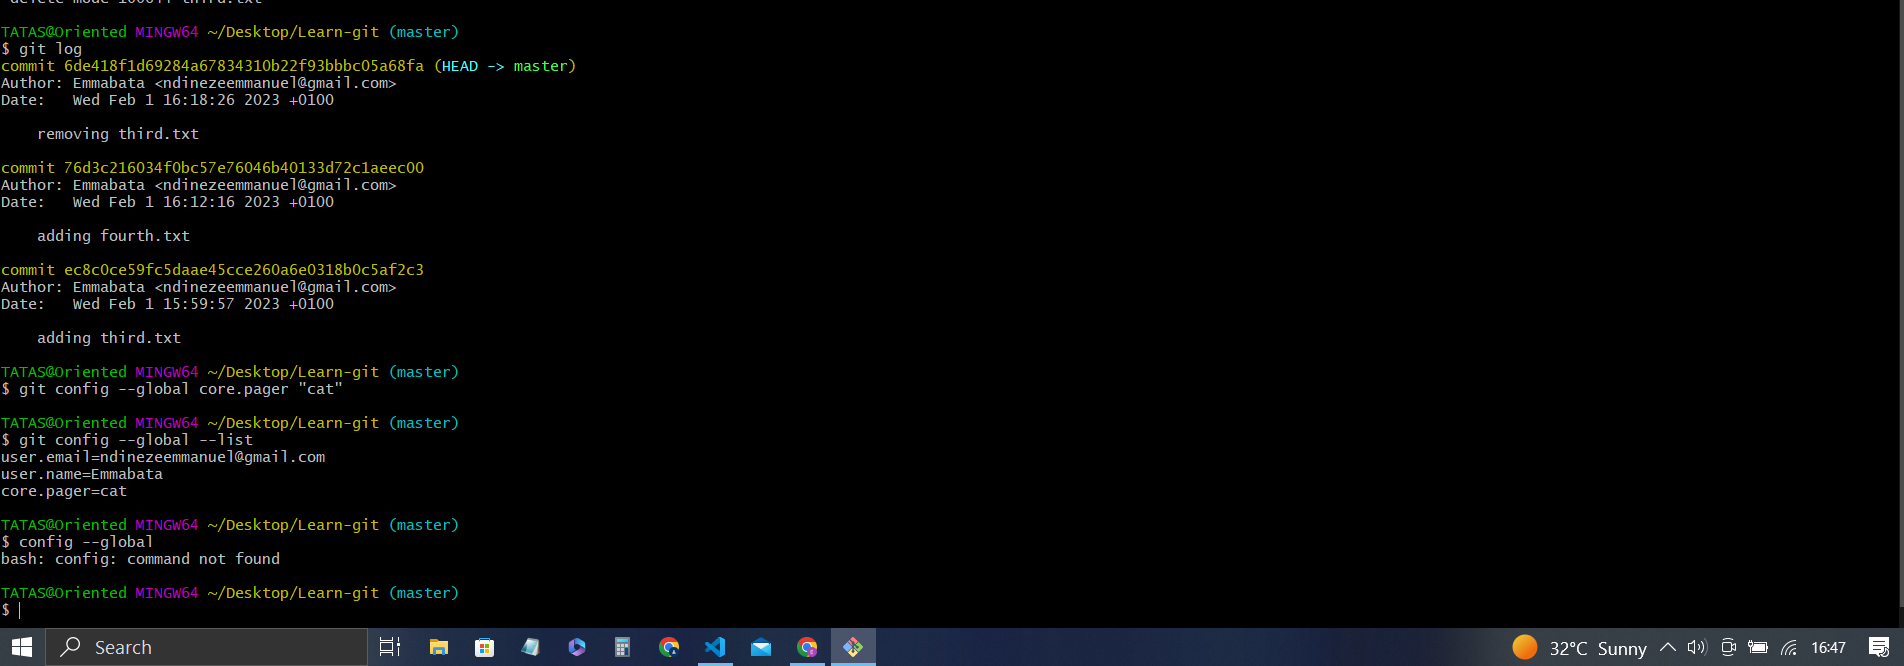 TATAS@Oriented MINGW64 ~/Desktop/Learn-git (master)
$ git log
commit 6de418f1d69284a67834310b22f93bbbc05a68fa (HEAD -> master)
Author: Emmabata <ndinezeemmanuel@gmail.com>
Date:   Wed Feb 1 16:18:26 2023 +0100
removing third.txt
commit 76d3c216034f0bc57e76046b40133d72c1aeec00
Author: Emmabata <ndinezeemmanuel@gmail.com>
Date:   Wed Feb 1 16:12:16 2023 +0100
adding fourth.txt
commit ec8c0ce59fc5daae45cce260a6e0318b0c5af2c3
Author: Emmabata <ndinezeemmanuel@gmail.com>
Date:   Wed Feb 1 15:59:57 2023 +0100
adding third.txt
TATAS@Oriented MINGW64 ~/Desktop/Learn-git (master)
$ git config --global core.pager "cat"
TATAS@Oriented MINGW64 ~/Desktop/Learn-git (master)
$ git config --global --list
user.email=ndinezeemmanuel@gmail.com
user.name=Emmabata
core.pager=cat
TATAS@Oriented MINGW64 ~/Desktop/Learn-git (master)
$ config --global
bash: config: command not found
TATAS@Oriented MINGW64 ~/Desktop/Learn-git (master)
$
Search
32°C Sunny
16:47